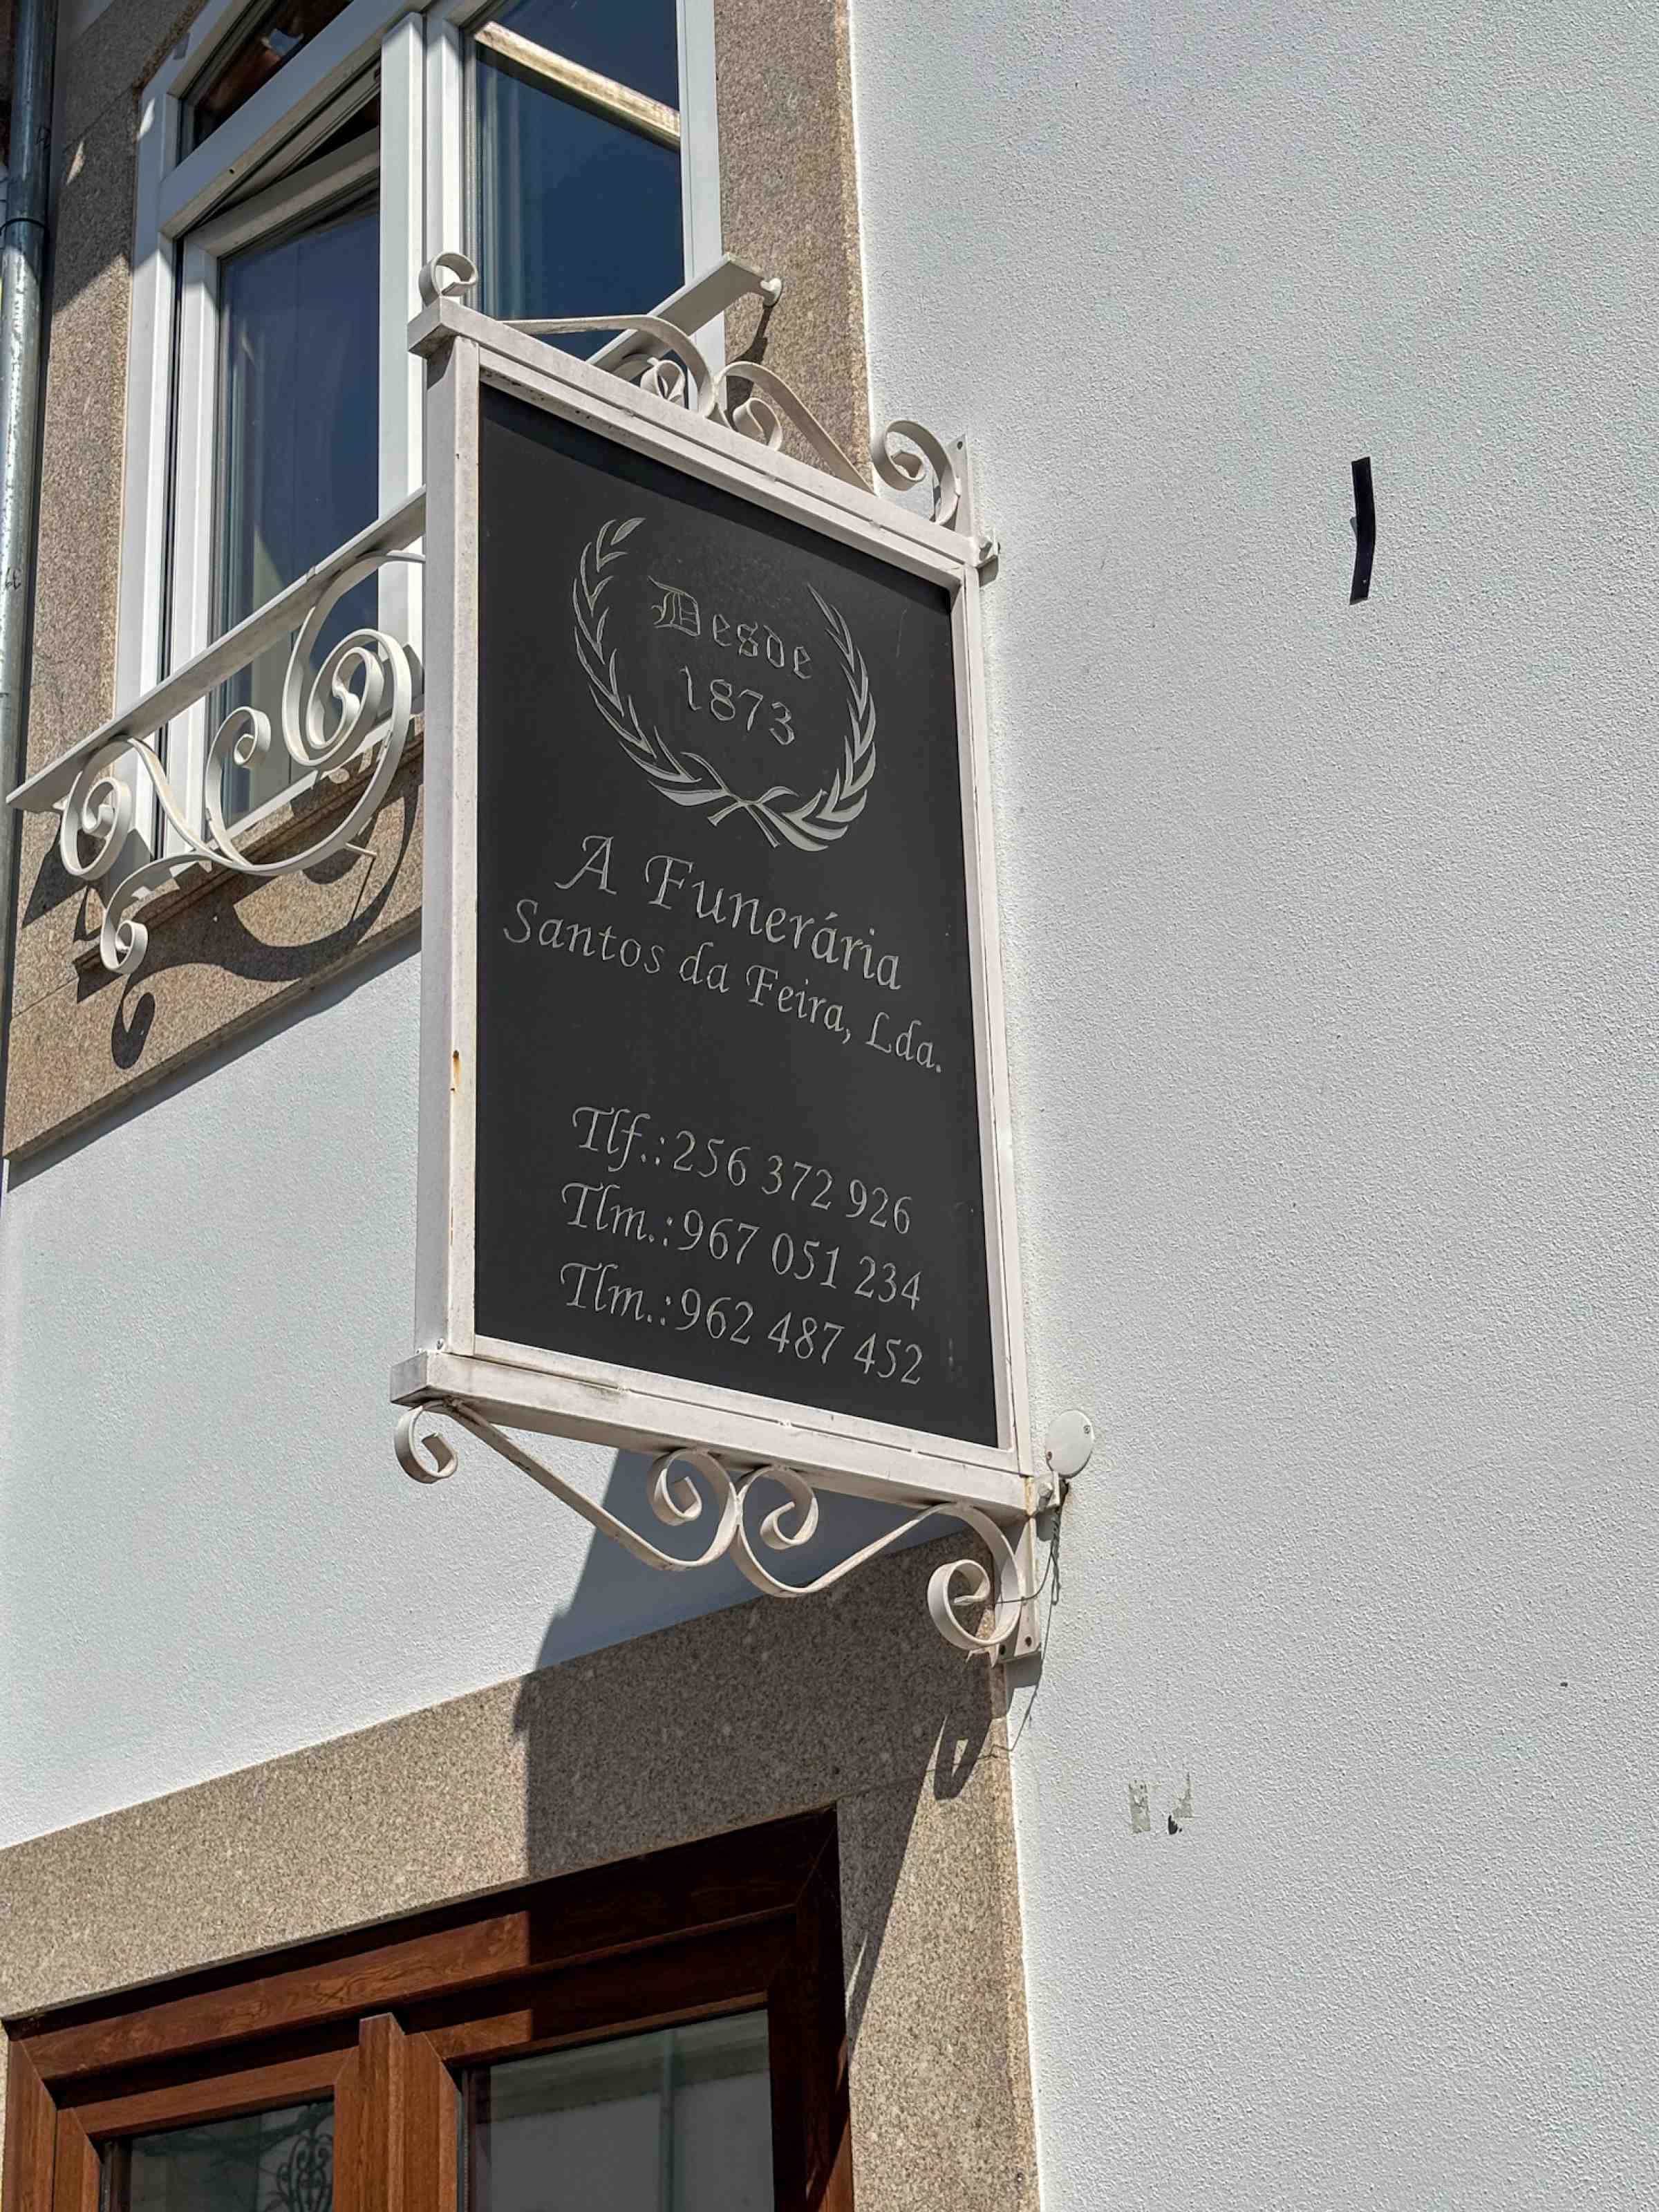 Desde
1873
A Funerária
Santos da Feira, Lda.
Tlf.:256 372 926
Tlm.:967 051 234
Tlm.:962 487 452